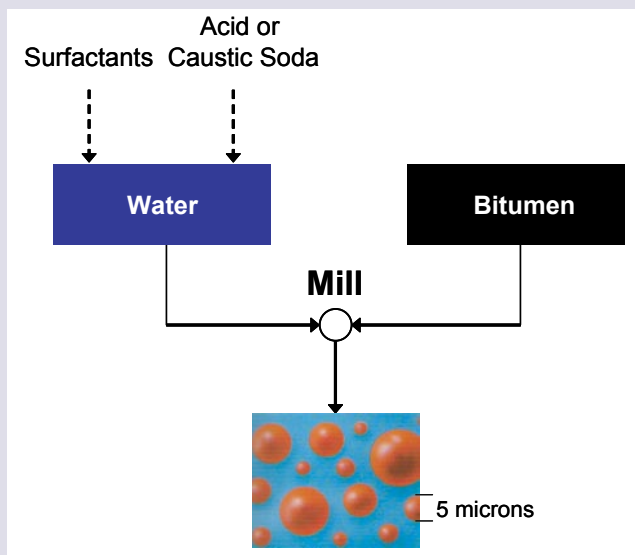 Acid or
Surfactants Caustic Soda
Water
Bitumen
Mill
5 microns